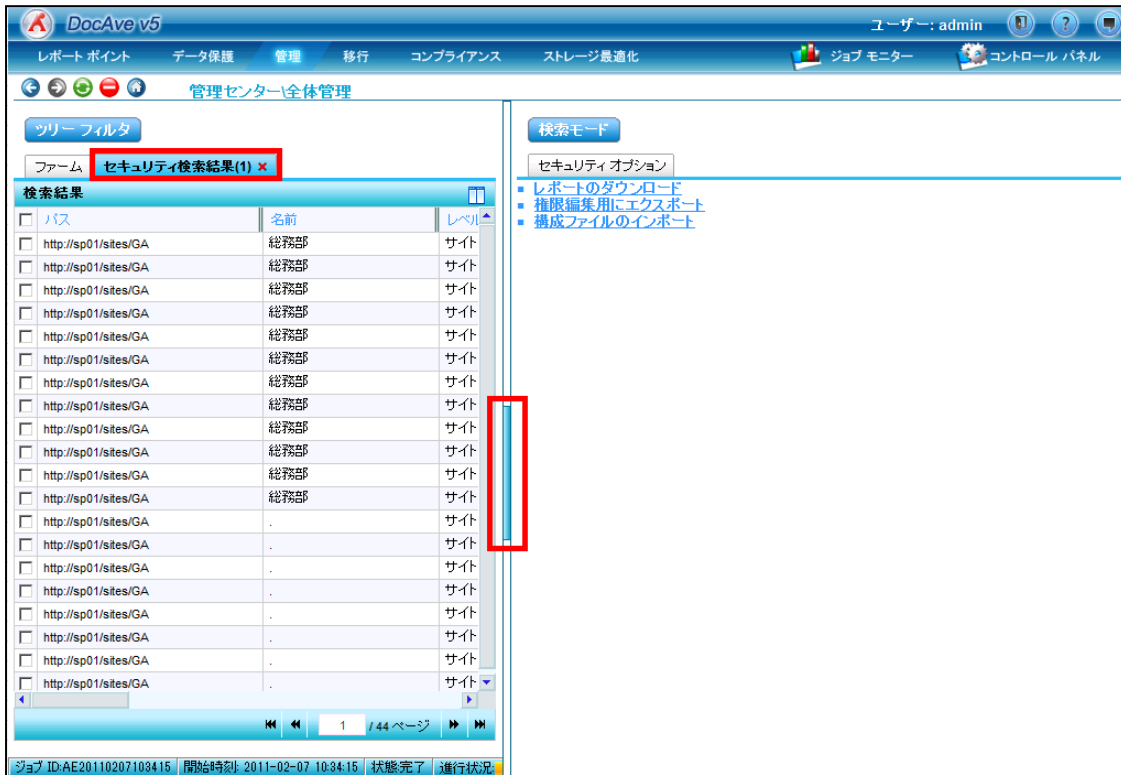 DocAve v5
ユーザー: admin
レポート ポイント データ保護 管理 移行 コンプライアンス ストレージ最適化 ジョブ モニター コントロール パネル
管理センター\全体管理
ツリー フィルタ
ファーム セキュリティ検索結果(1) ×
検索結果
パス 名前 レベル
http://sp01/sites/GA 総務部 サイト
http://sp01/sites/GA 総務部 サイト
http://sp01/sites/GA 総務部 サイト
http://sp01/sites/GA 総務部 サイト
http://sp01/sites/GA 総務部 サイト
http://sp01/sites/GA 総務部 サイト
http://sp01/sites/GA 総務部 サイト
http://sp01/sites/GA 総務部 サイト
http://sp01/sites/GA 総務部 サイト
http://sp01/sites/GA 総務部 サイト
http://sp01/sites/GA 総務部 サイト
http://sp01/sites/GA 総務部 サイト
http://sp01/sites/GA . サイト
http://sp01/sites/GA . サイト
http://sp01/sites/GA . サイト
http://sp01/sites/GA . サイト
http://sp01/sites/GA . サイト
http://sp01/sites/GA . サイト
http://sp01/sites/GA . サイト
http://sp01/sites/GA . サイト
1 / 44 ページ
ジョブ ID:AE20110207103415 開始時刻: 2011-02-07 10:34:15 状態:完了 進行状況:
検索モード
セキュリティ オプション
レポートのダウンロード
権限編集用にエクスポート
構成ファイルのインポート